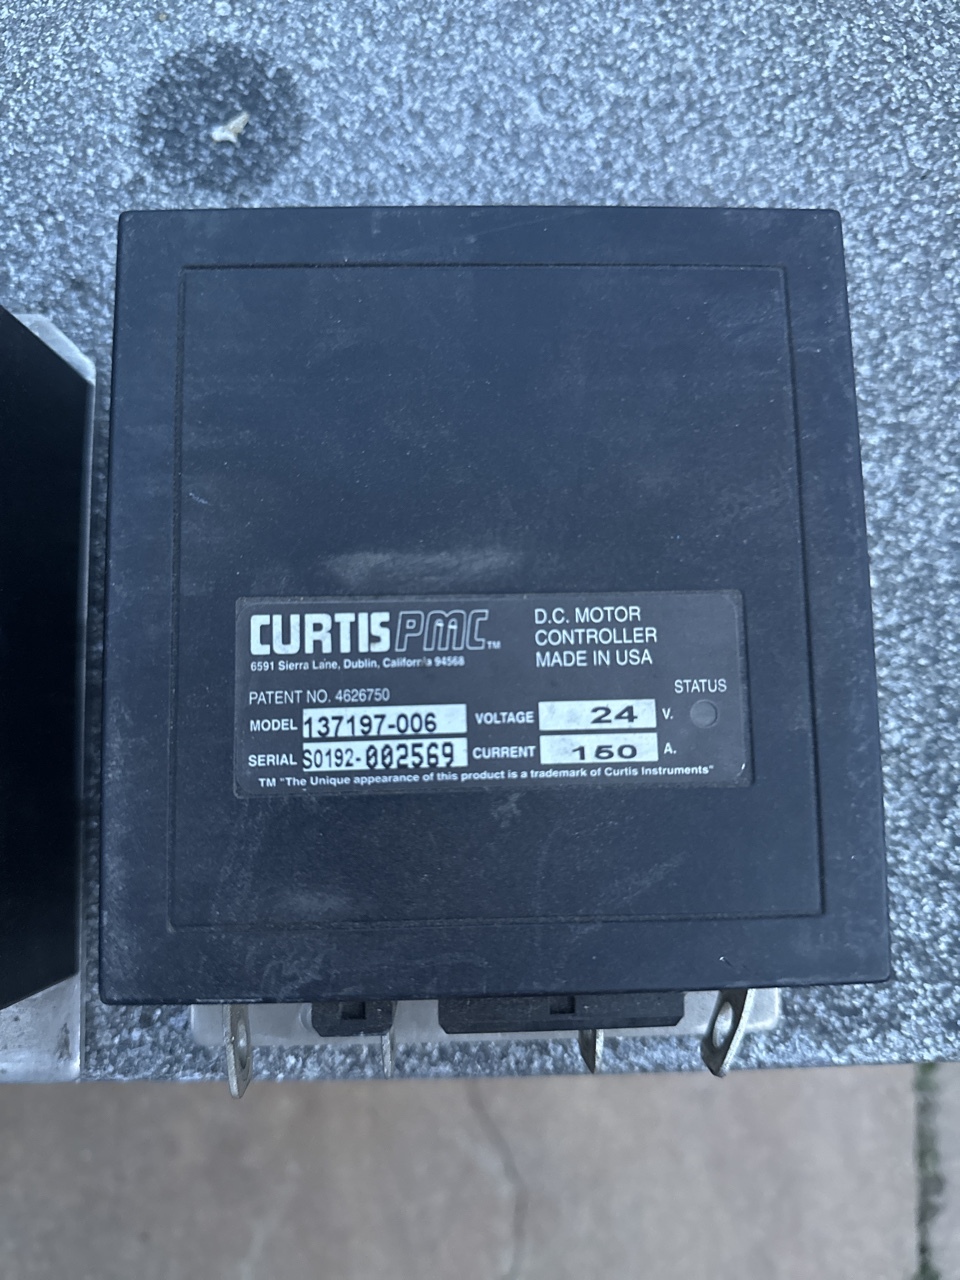 CURTIS PMC™
6591 Sierra Lane, Dublin, California 94568
D.C. MOTOR
CONTROLLER
MADE IN USA
PATENT NO. 4626750
STATUS
MODEL 137197-006 VOLTAGE 24 V.
SERIAL S0192-002569 CURRENT 150 A.
TM "The Unique appearance of this product is a trademark of Curtis Instruments"